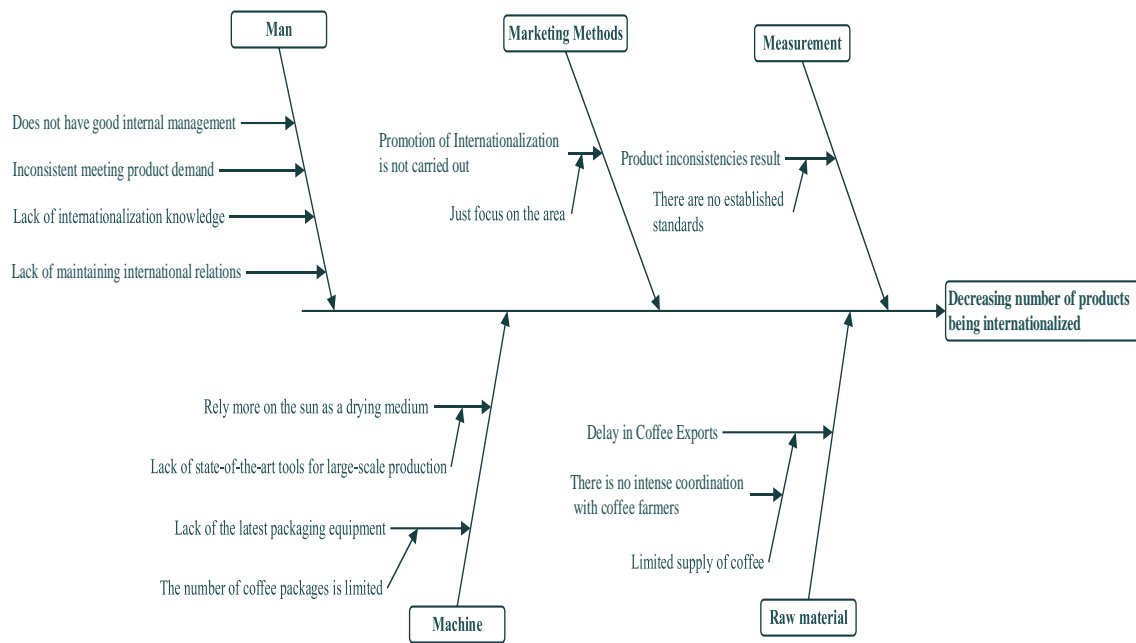 Man
Marketing Methods
Measurement
Does not have good internal management
Inconsistent meeting product demand
Lack of internationalization knowledge
Lack of maintaining international relations
Promotion of Internationalization
is not carried out
Just focus on the area
Product inconsistencies result
There are no established
standards
Decreasing number of products
being internationalized
Rely more on the sun as a drying medium
Lack of state-of-the-art tools for large-scale production
Lack of the latest packaging equipment
The number of coffee packages is limited
Machine
Delay in Coffee Exports
There is no intense coordination
with coffee farmers
Limited supply of coffee
Raw material